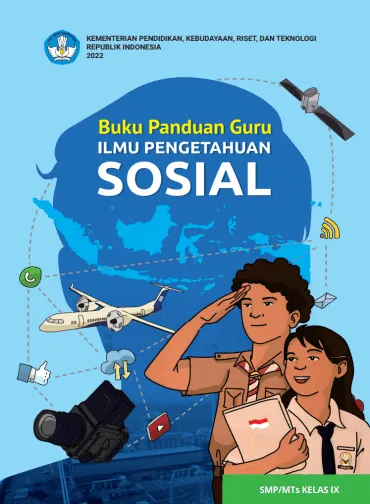 KEMENTERIAN PENDIDIKAN, KEBUDAYAAN, RISET, DAN TEKNOLOGI
REPUBLIK INDONESIA
2022
Buku Panduan Guru
ILMU PENGETAHUAN
SOSIAL
SMP/MTs KELAS IX